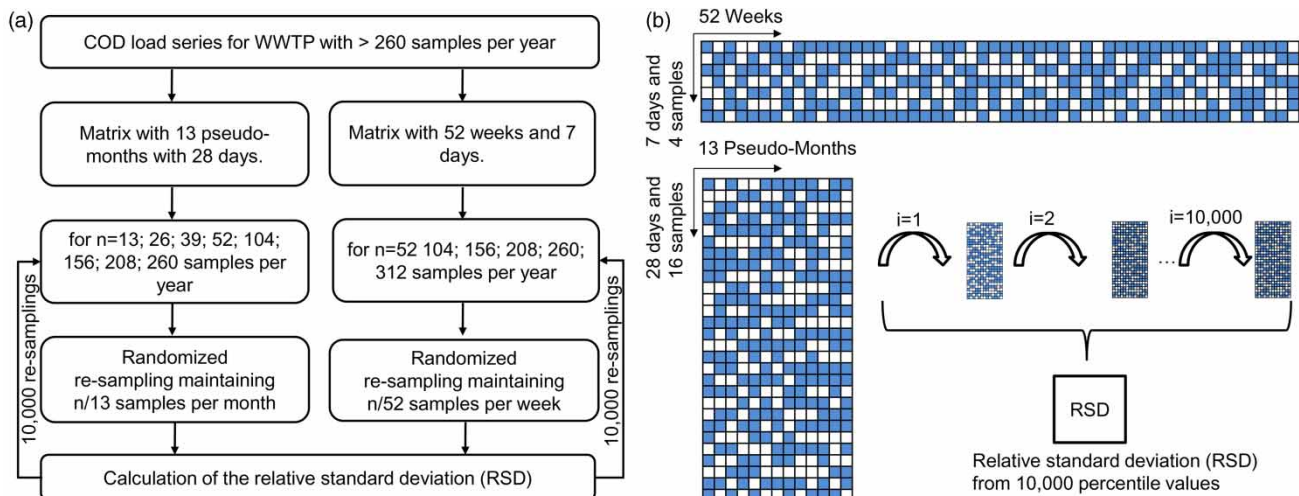 (a)
COD load series for WWTP with > 260 samples per year
Matrix with 13 pseudo-
months with 28 days.
Matrix with 52 weeks and 7
days.
for n=13; 26; 39; 52; 104;
156; 208; 260 samples per
year
for n=52 104; 156; 208; 260;
312 samples per year
Randomized
re-sampling maintaining
n/13 samples per month
Randomized
re-sampling maintaining
n/52 samples per week
10,000 re-samplings
10,000 re-samplings
Calculation of the relative standard deviation (RSD)
(b)
52 Weeks
7 days and
4 samples
13 Pseudo-Months
28 days and
16 samples
i=1
i=2
...
i=10,000
RSD
Relative standard deviation (RSD)
from 10,000 percentile values